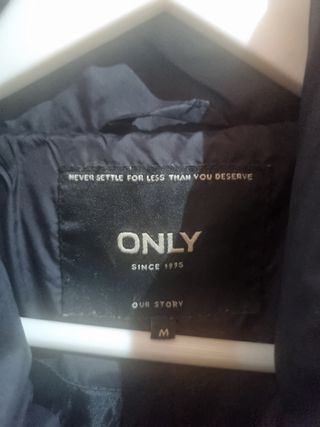 NEVER SETTLE FOR LESS THAN YOU DESERVE
ONLY
SINCE 1995
OUR STORY
M